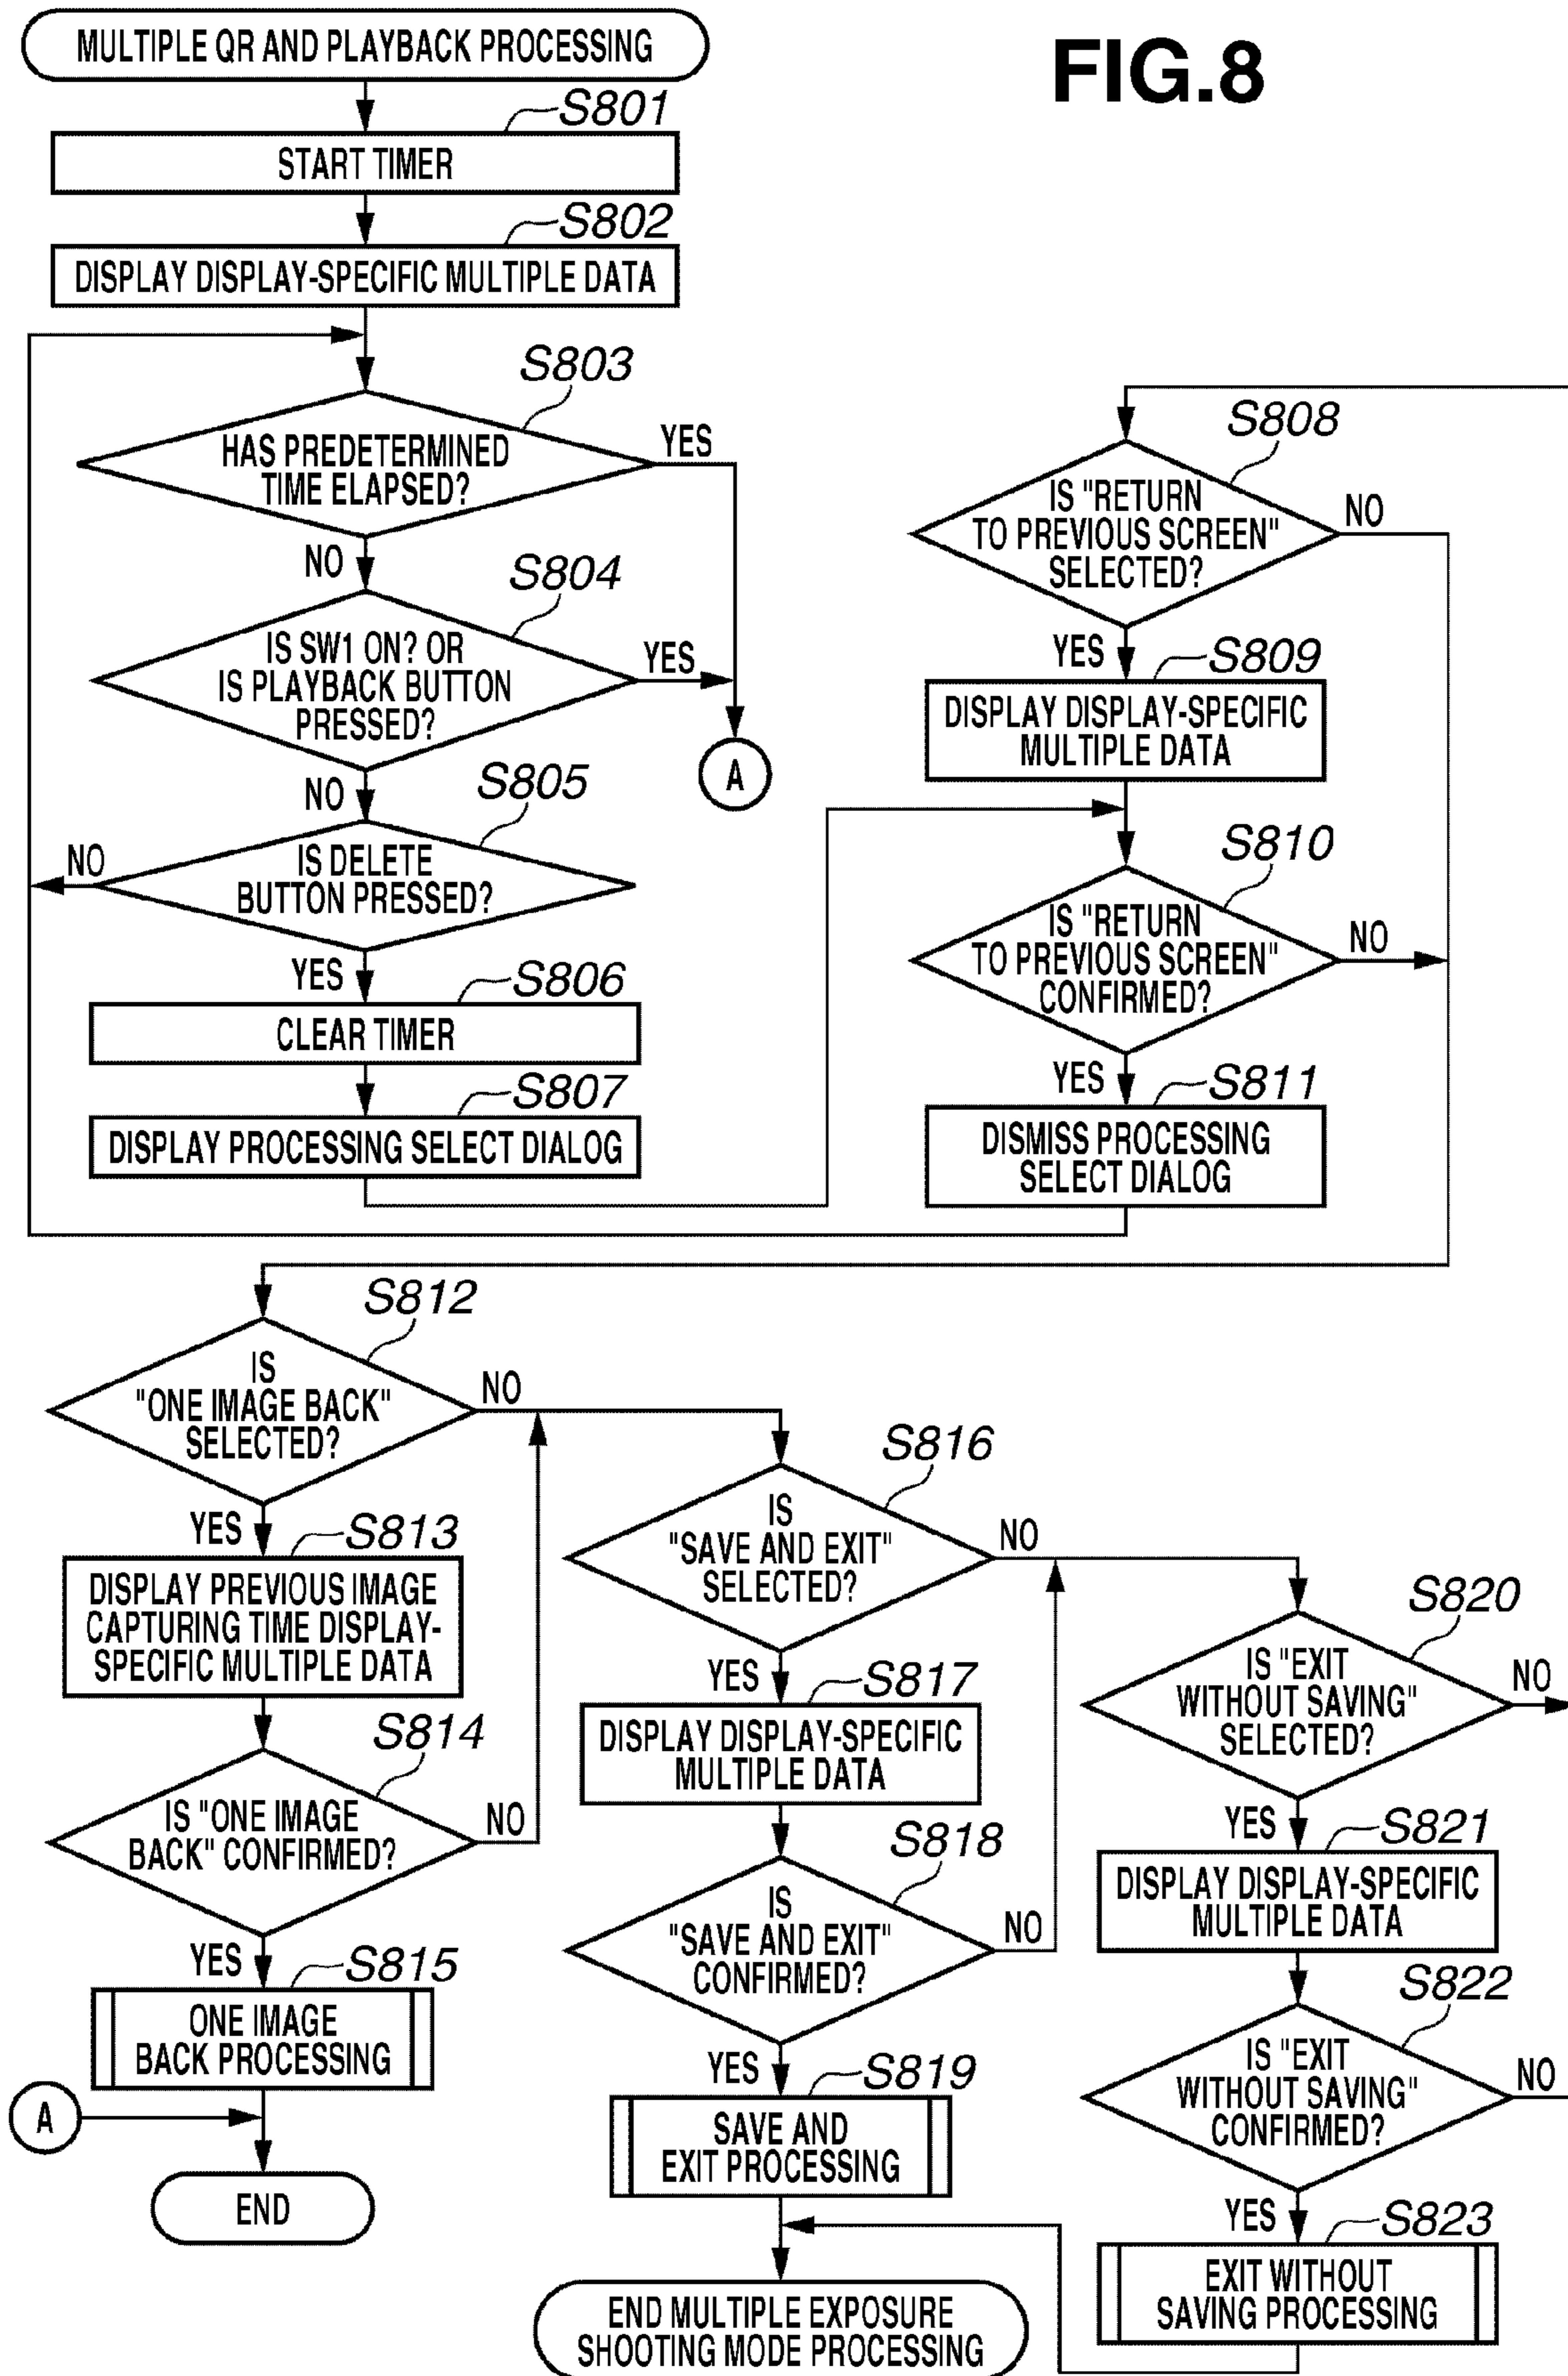 FIG.8
MULTIPLE QR AND PLAYBACK PROCESSING
S801
START TIMER
S802
DISPLAY DISPLAY-SPECIFIC MULTIPLE DATA
S803
HAS PREDETERMINED
TIME ELAPSED?
YES
NO
S804
IS SW1 ON? OR
IS PLAYBACK BUTTON
PRESSED?
YES
A
NO
S805
IS DELETE
BUTTON PRESSED?
NO
YES
S806
CLEAR TIMER
S807
DISPLAY PROCESSING SELECT DIALOG
S808
IS "RETURN
TO PREVIOUS SCREEN"
SELECTED?
NO
YES
S809
DISPLAY DISPLAY-SPECIFIC
MULTIPLE DATA
S810
IS "RETURN
TO PREVIOUS SCREEN"
CONFIRMED?
NO
YES
S811
DISMISS PROCESSING
SELECT DIALOG
S812
IS
"ONE IMAGE BACK"
SELECTED?
NO
YES
S813
DISPLAY PREVIOUS IMAGE
CAPTURING TIME DISPLAY-
SPECIFIC MULTIPLE DATA
S814
IS "ONE IMAGE
BACK" CONFIRMED?
NO
YES
S815
ONE IMAGE
BACK PROCESSING
A
END
S816
IS
"SAVE AND EXIT"
SELECTED?
NO
YES
S817
DISPLAY DISPLAY-SPECIFIC
MULTIPLE DATA
S818
IS
"SAVE AND EXIT"
CONFIRMED?
NO
YES
S819
SAVE AND
EXIT PROCESSING
END MULTIPLE EXPOSURE
SHOOTING MODE PROCESSING
S820
IS "EXIT
WITHOUT SAVING"
SELECTED?
NO
YES
S821
DISPLAY DISPLAY-SPECIFIC
MULTIPLE DATA
S822
IS "EXIT
WITHOUT SAVING"
CONFIRMED?
NO
YES
S823
EXIT WITHOUT
SAVING PROCESSING